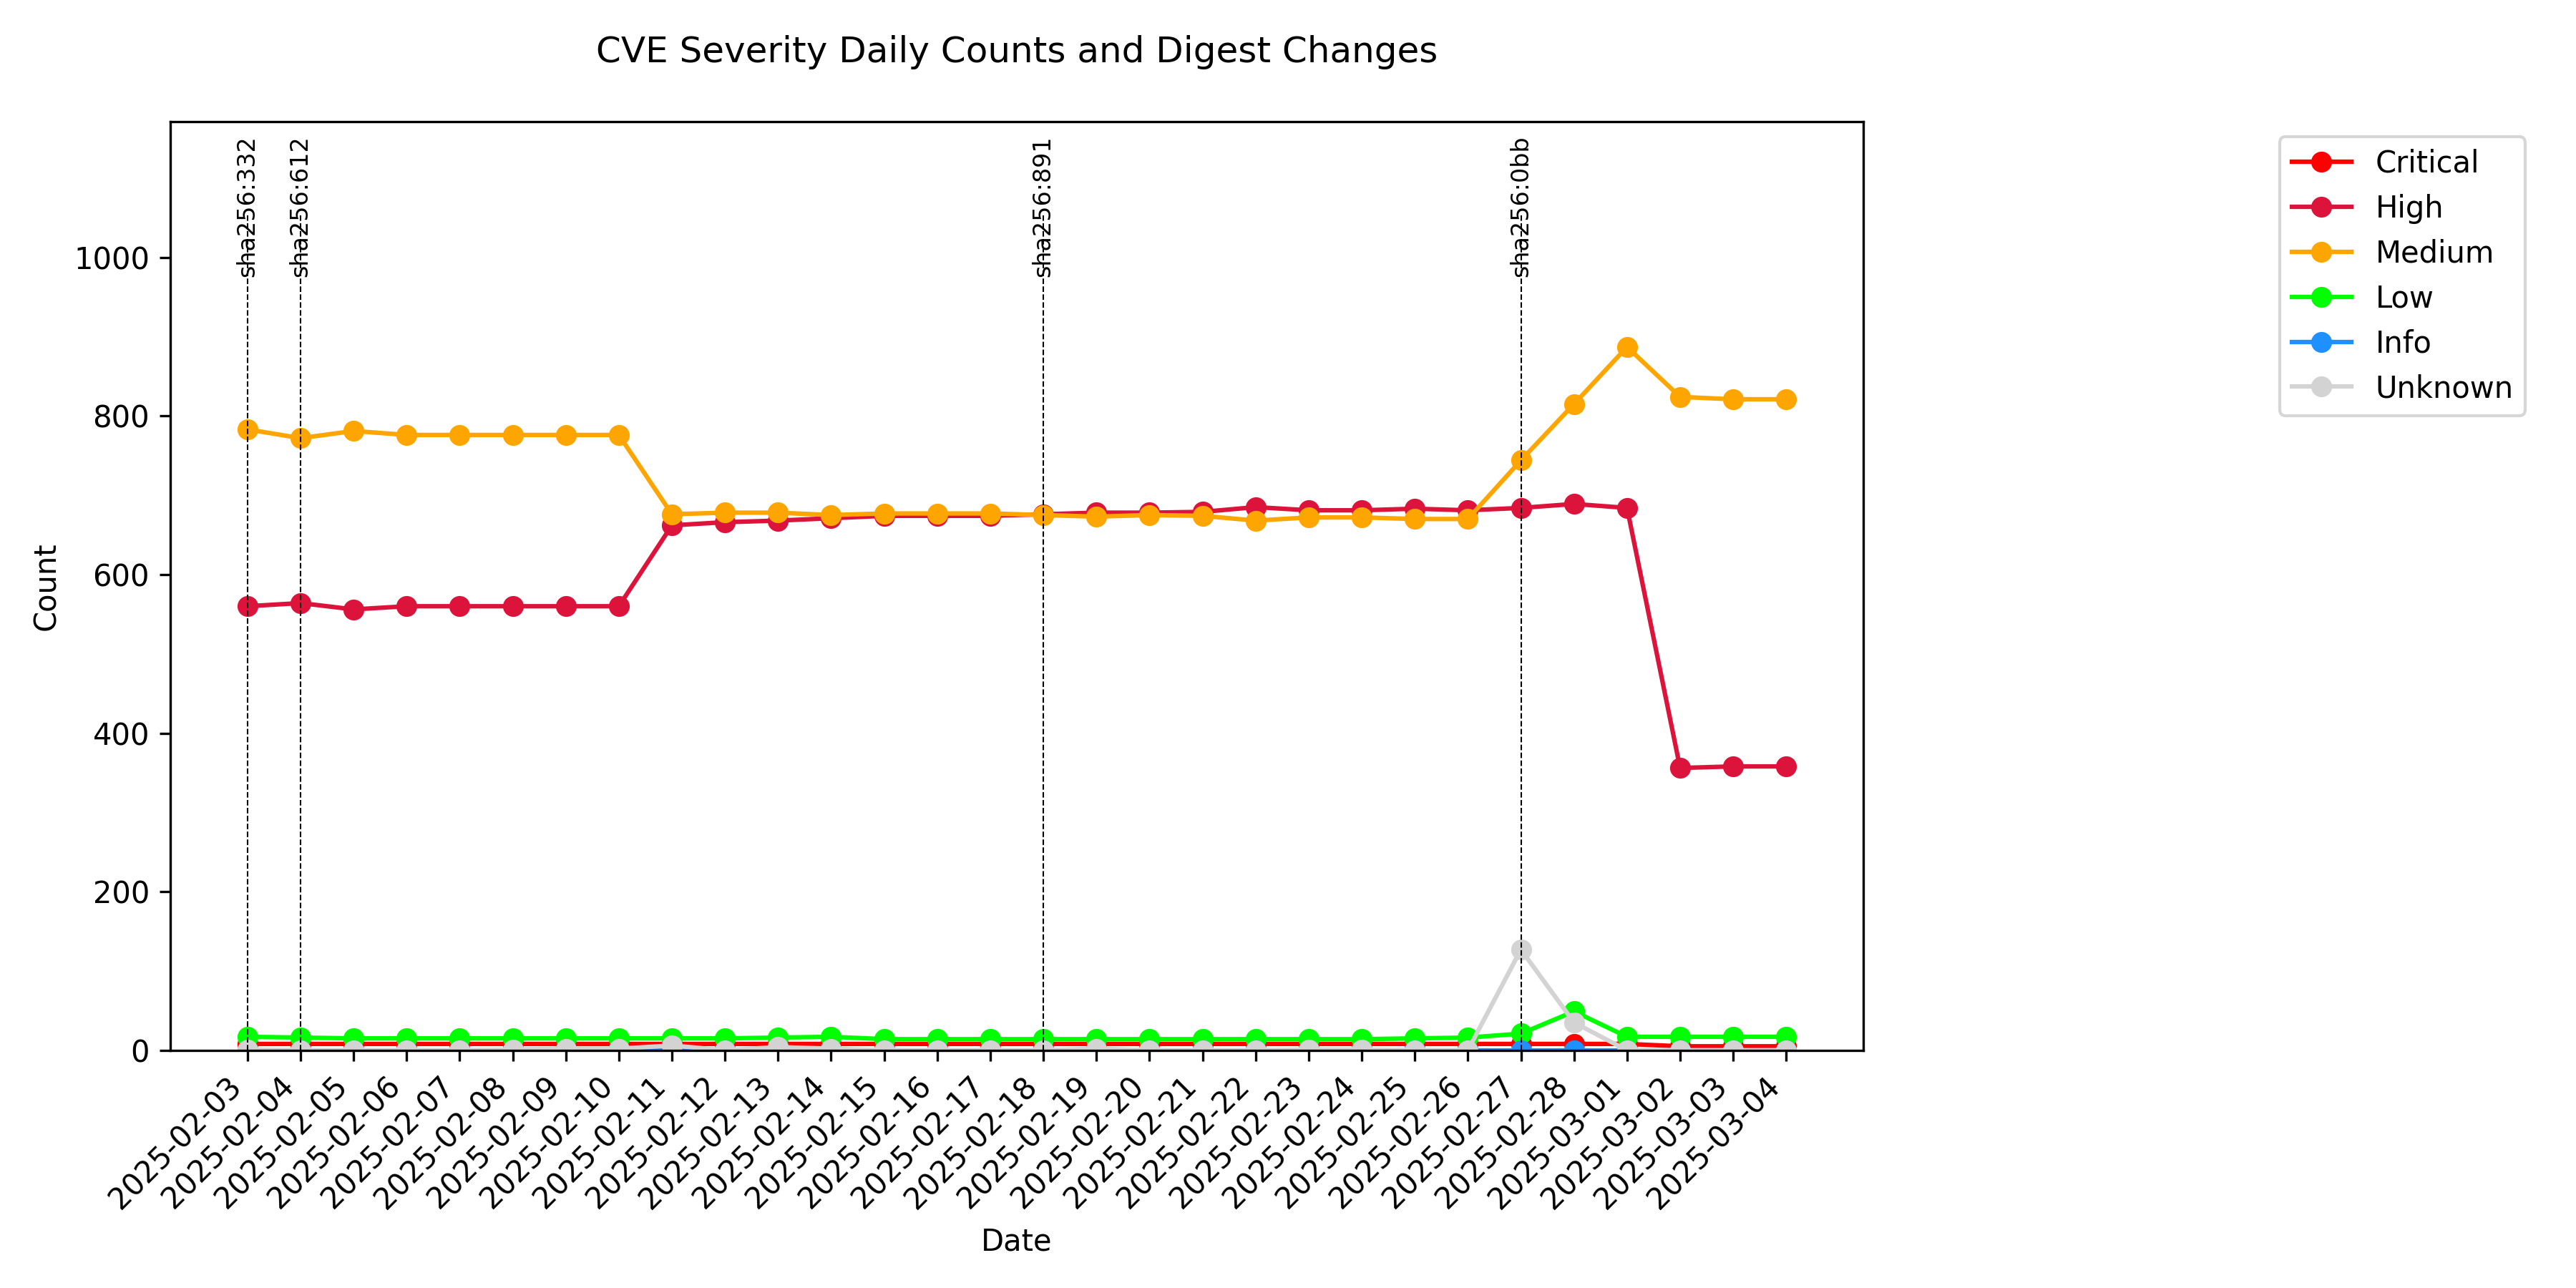 CVE Severity Daily Counts and Digest Changes
sha256:332
sha256:612
sha256:891
sha256:0bb
Critical
High
Medium
Low
Info
Unknown
1000
800
600
400
200
0
Count
2025-02-03
2025-02-04
2025-02-05
2025-02-06
2025-02-07
2025-02-08
2025-02-09
2025-02-10
2025-02-11
2025-02-12
2025-02-13
2025-02-14
2025-02-15
2025-02-16
2025-02-17
2025-02-18
2025-02-19
2025-02-20
2025-02-21
2025-02-22
2025-02-23
2025-02-24
2025-02-25
2025-02-26
2025-02-27
2025-02-28
2025-03-01
2025-03-02
2025-03-03
2025-03-04
Date